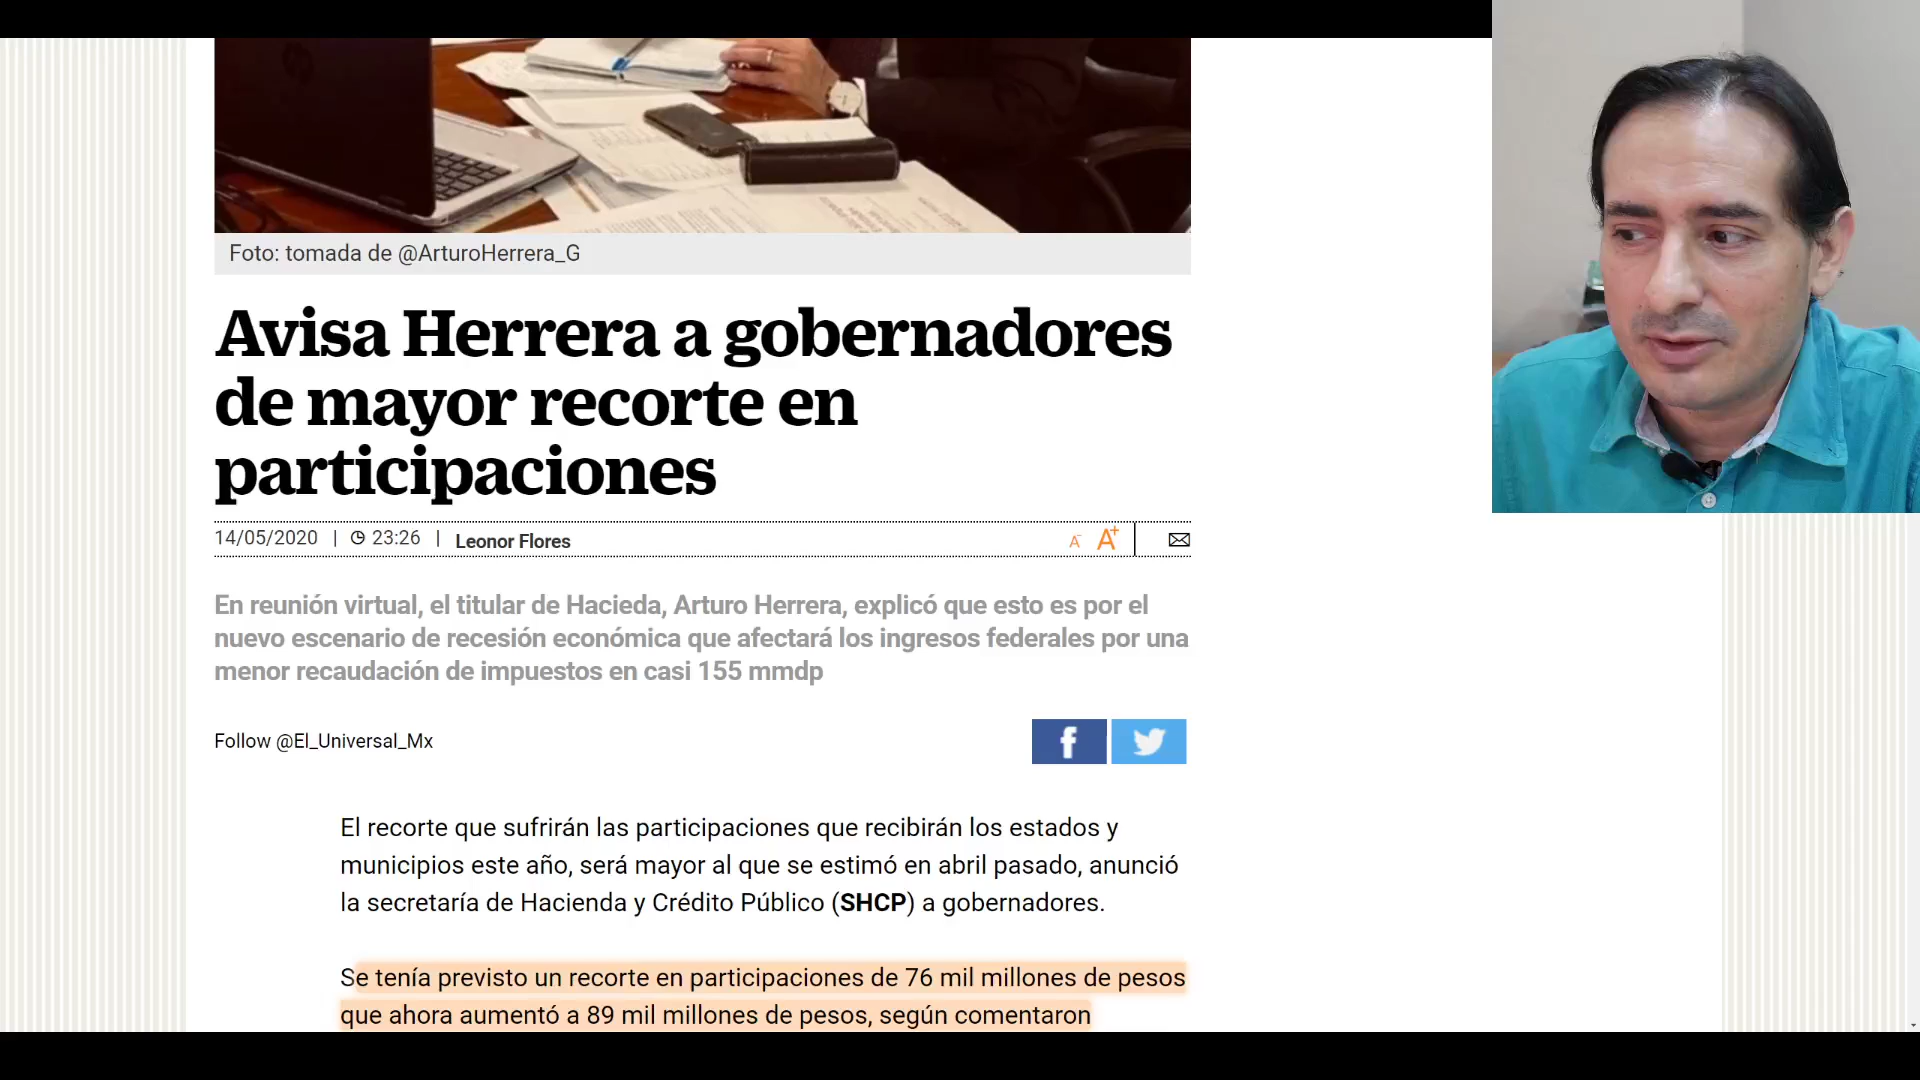 Foto: tomada de @ArturoHerrera_G
Avisa Herrera a gobernadores
de mayor recorte en
participaciones
14/05/2020 | 23:26 | Leonor Flores
A- A+
En reunión virtual, el titular de Hacieda, Arturo Herrera, explicó que esto es por el
nuevo escenario de recesión económica que afectará los ingresos federales por una
menor recaudación de impuestos en casi 155 mmdp
Follow @El_Universal_Mx
El recorte que sufrirán las participaciones que recibirán los estados y
municipios este año, será mayor al que se estimó en abril pasado, anunció
la secretaría de Hacienda y Crédito Público (SHCP) a gobernadores.
Se tenía previsto un recorte en participaciones de 76 mil millones de pesos
que ahora aumentó a 89 mil millones de pesos, según comentaron